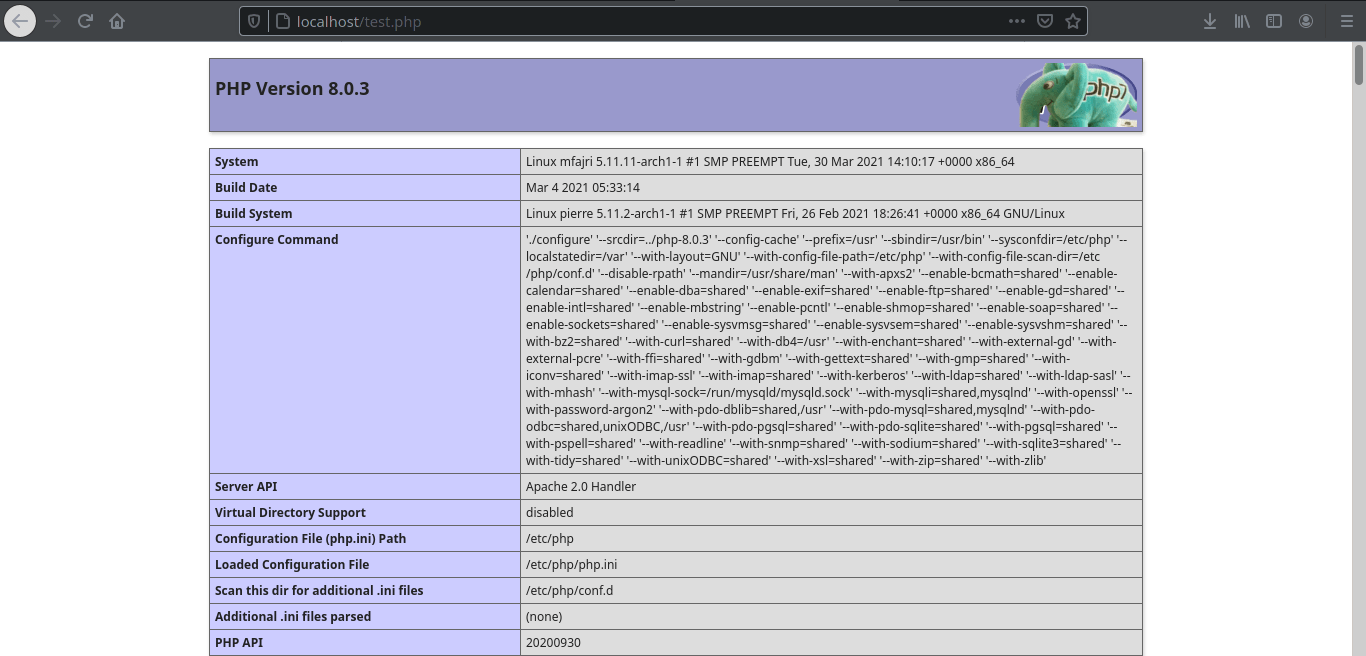 localhost/test.php
PHP Version 8.0.3
php7
System Linux mfajri 5.11.11-arch1-1 #1 SMP PREEMPT Tue, 30 Mar 2021 14:10:17 +0000 x86_64
Build Date Mar 4 2021 05:33:14
Build System Linux pierre 5.11.2-arch1-1 #1 SMP PREEMPT Fri, 26 Feb 2021 18:26:41 +0000 x86_64 GNU/Linux
Configure Command './configure' '--srcdir=../php-8.0.3' '--config-cache' '--prefix=/usr' '--sbindir=/usr/bin' '--sysconfdir=/etc/php' '--
localstatedir=/var' '--with-layout=GNU' '--with-config-file-path=/etc/php' '--with-config-file-scan-dir=/etc
/php/conf.d' '--disable-rpath' '--mandir=/usr/share/man' '--with-apxs2' '--enable-bcmath=shared' '--enable-
calendar=shared' '--enable-dba=shared' '--enable-exif=shared' '--enable-ftp=shared' '--enable-gd=shared' '--
enable-intl=shared' '--enable-mbstring' '--enable-pcntl' '--enable-shmop=shared' '--enable-soap=shared' '--
enable-sockets=shared' '--enable-sysvmsg=shared' '--enable-sysvsem=shared' '--enable-sysvshm=shared' '--
with-bz2=shared' '--with-curl=shared' '--with-db4=/usr' '--with-enchant=shared' '--with-external-gd' '--with-
external-pcre' '--with-ffi=shared' '--with-gdbm' '--with-gettext=shared' '--with-gmp=shared' '--with-
iconv=shared' '--with-imap-ssl' '--with-imap=shared' '--with-kerberos' '--with-ldap=shared' '--with-ldap-sasl' '--
with-mhash' '--with-mysql-sock=/run/mysqld/mysqld.sock' '--with-mysqli=shared,mysqlnd' '--with-openssl' '--
with-password-argon2' '--with-pdo-dblib=shared,/usr' '--with-pdo-mysql=shared,mysqlnd' '--with-pdo-
odbc=shared,unixODBC,/usr' '--with-pdo-pgsql=shared' '--with-pdo-sqlite=shared' '--with-pgsql=shared' '--
with-pspell=shared' '--with-readline' '--with-snmp=shared' '--with-sodium=shared' '--with-sqlite3=shared' '--
with-tidy=shared' '--with-unixODBC=shared' '--with-xsl=shared' '--with-zip=shared' '--with-zlib'
Server API Apache 2.0 Handler
Virtual Directory Support disabled
Configuration File (php.ini) Path /etc/php
Loaded Configuration File /etc/php/php.ini
Scan this dir for additional .ini files /etc/php/conf.d
Additional .ini files parsed (none)
PHP API 20200930